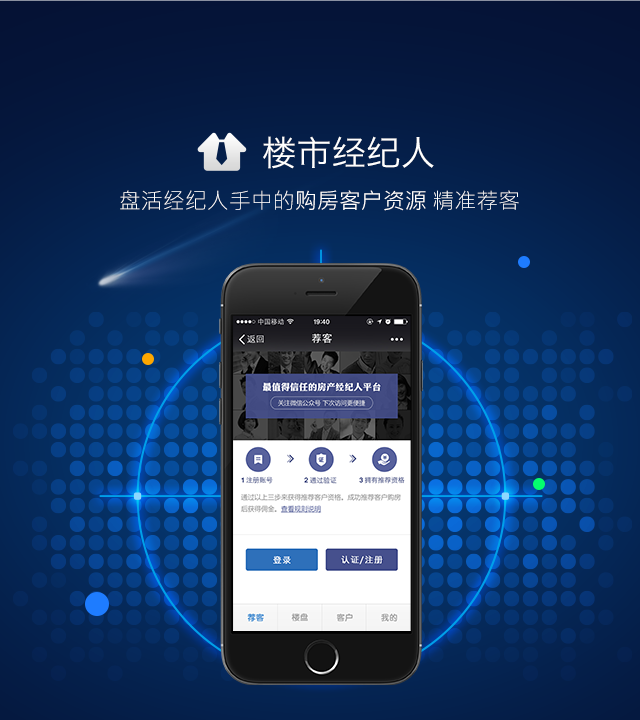 楼市经纪人
盘活经纪人手中的购房客户资源 精准荐客
中国移动 19:40
返回 荐客
最值得信任的房产经纪人平台
关注微信公众号 下次访问更便捷
证
1 注册账号 2 通过验证 3 拥有推荐资格
通过以上三步来获得推荐客户资格。成功推荐客户购房
后获得佣金。查看规则说明
登录 认证/注册
荐客 楼盘 客户 我的